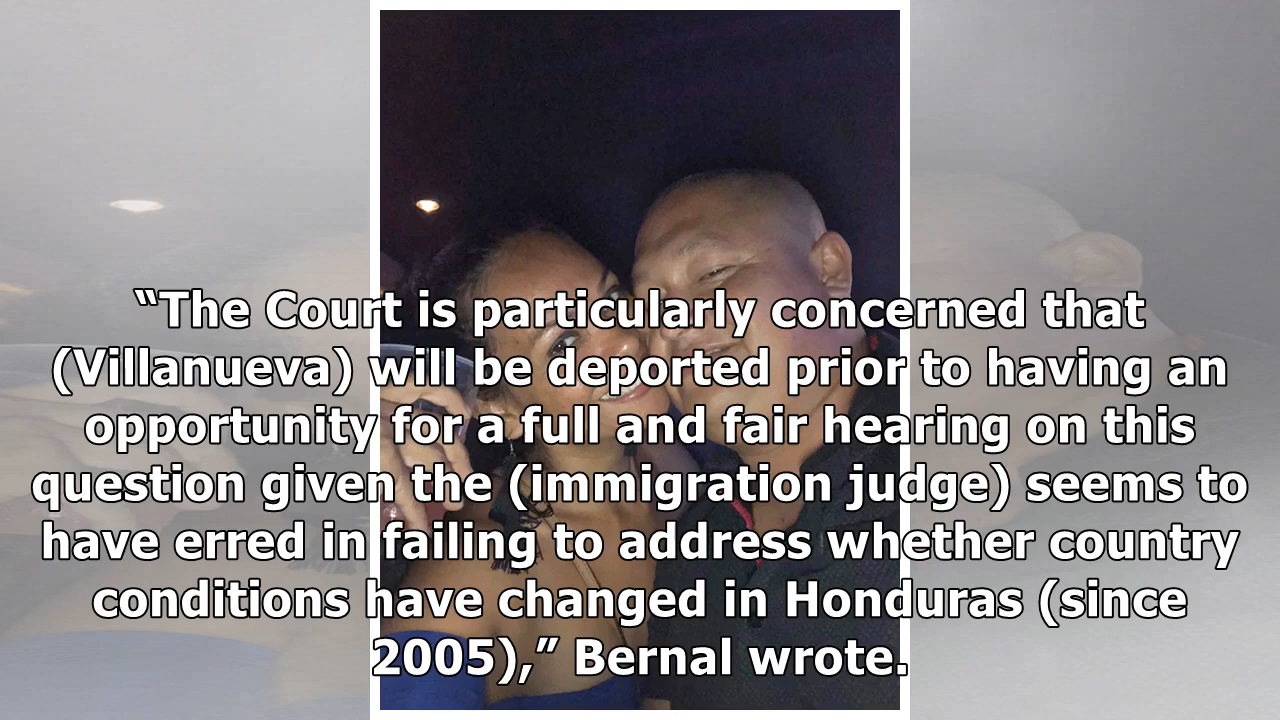 “The Court is particularly concerned that
(Villanueva) will be deported prior to having an
opportunity for a full and fair hearing on this
question given the (immigration judge) seems to
have erred in failing to address whether country
conditions have changed in Honduras (since
2005),” Bernal wrote.